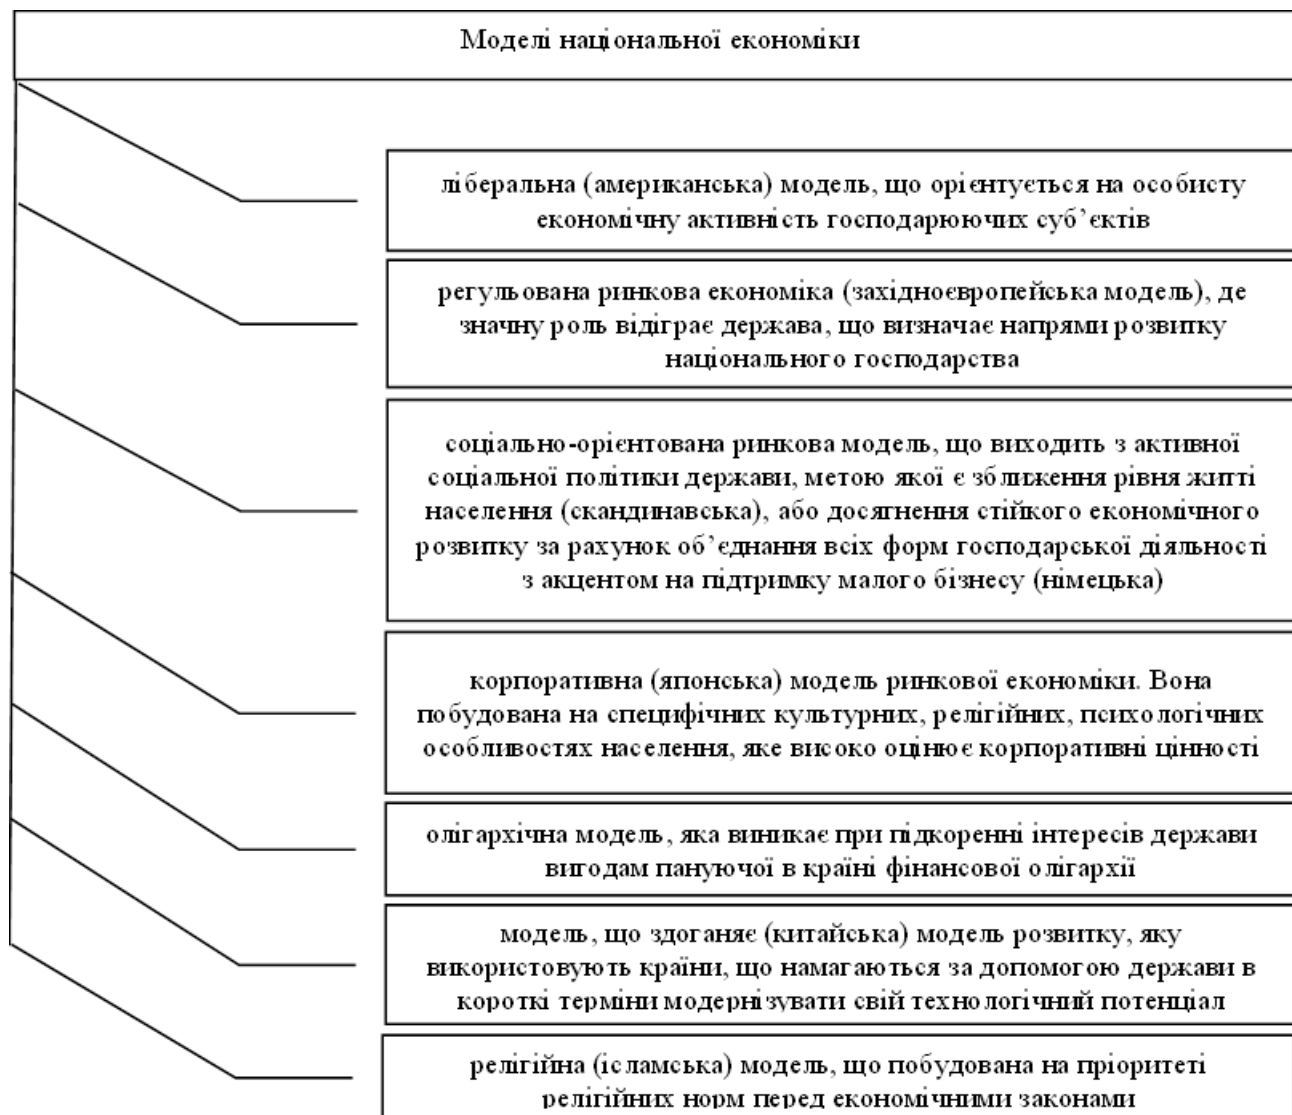 Моделі національної економіки
ліберальна (американська) модель, що орієнтується на особисту
економічну активність господарюючих суб’єктів
регульована ринкова економіка (західноєвропейська модель), де
значну роль відіграє держава, що визначає напрями розвитку
національного господарства
соціально-орієнтована ринкова модель, що виходить з активної
соціальної політики держави, метою якої є зближення рівня житті
населення (скандинавська), або досягнення стійкого економічного
розвитку за рахунок об’єднання всіх форм господарської діяльності
з акцентом на підтримку малого бізнесу (німецька)
корпоративна (японська) модель ринкової економіки. Вона
побудована на специфічних культурних, релігійних, психологічних
особливостях населення, яке високо оцінює корпоративні цінності
олігархічна модель, яка виникає при підкоренні інтересів держави
вигодам пануючої в країні фінансової олігархії
модель, що здоганяє (китайська) модель розвитку, яку
використовують країни, що намагаються за допомогою держави в
короткі терміни модернізувати свій технологічний потенціал
релігійна (ісламська) модель, що побудована на пріоритеті
релігійних норм перед економічними законами